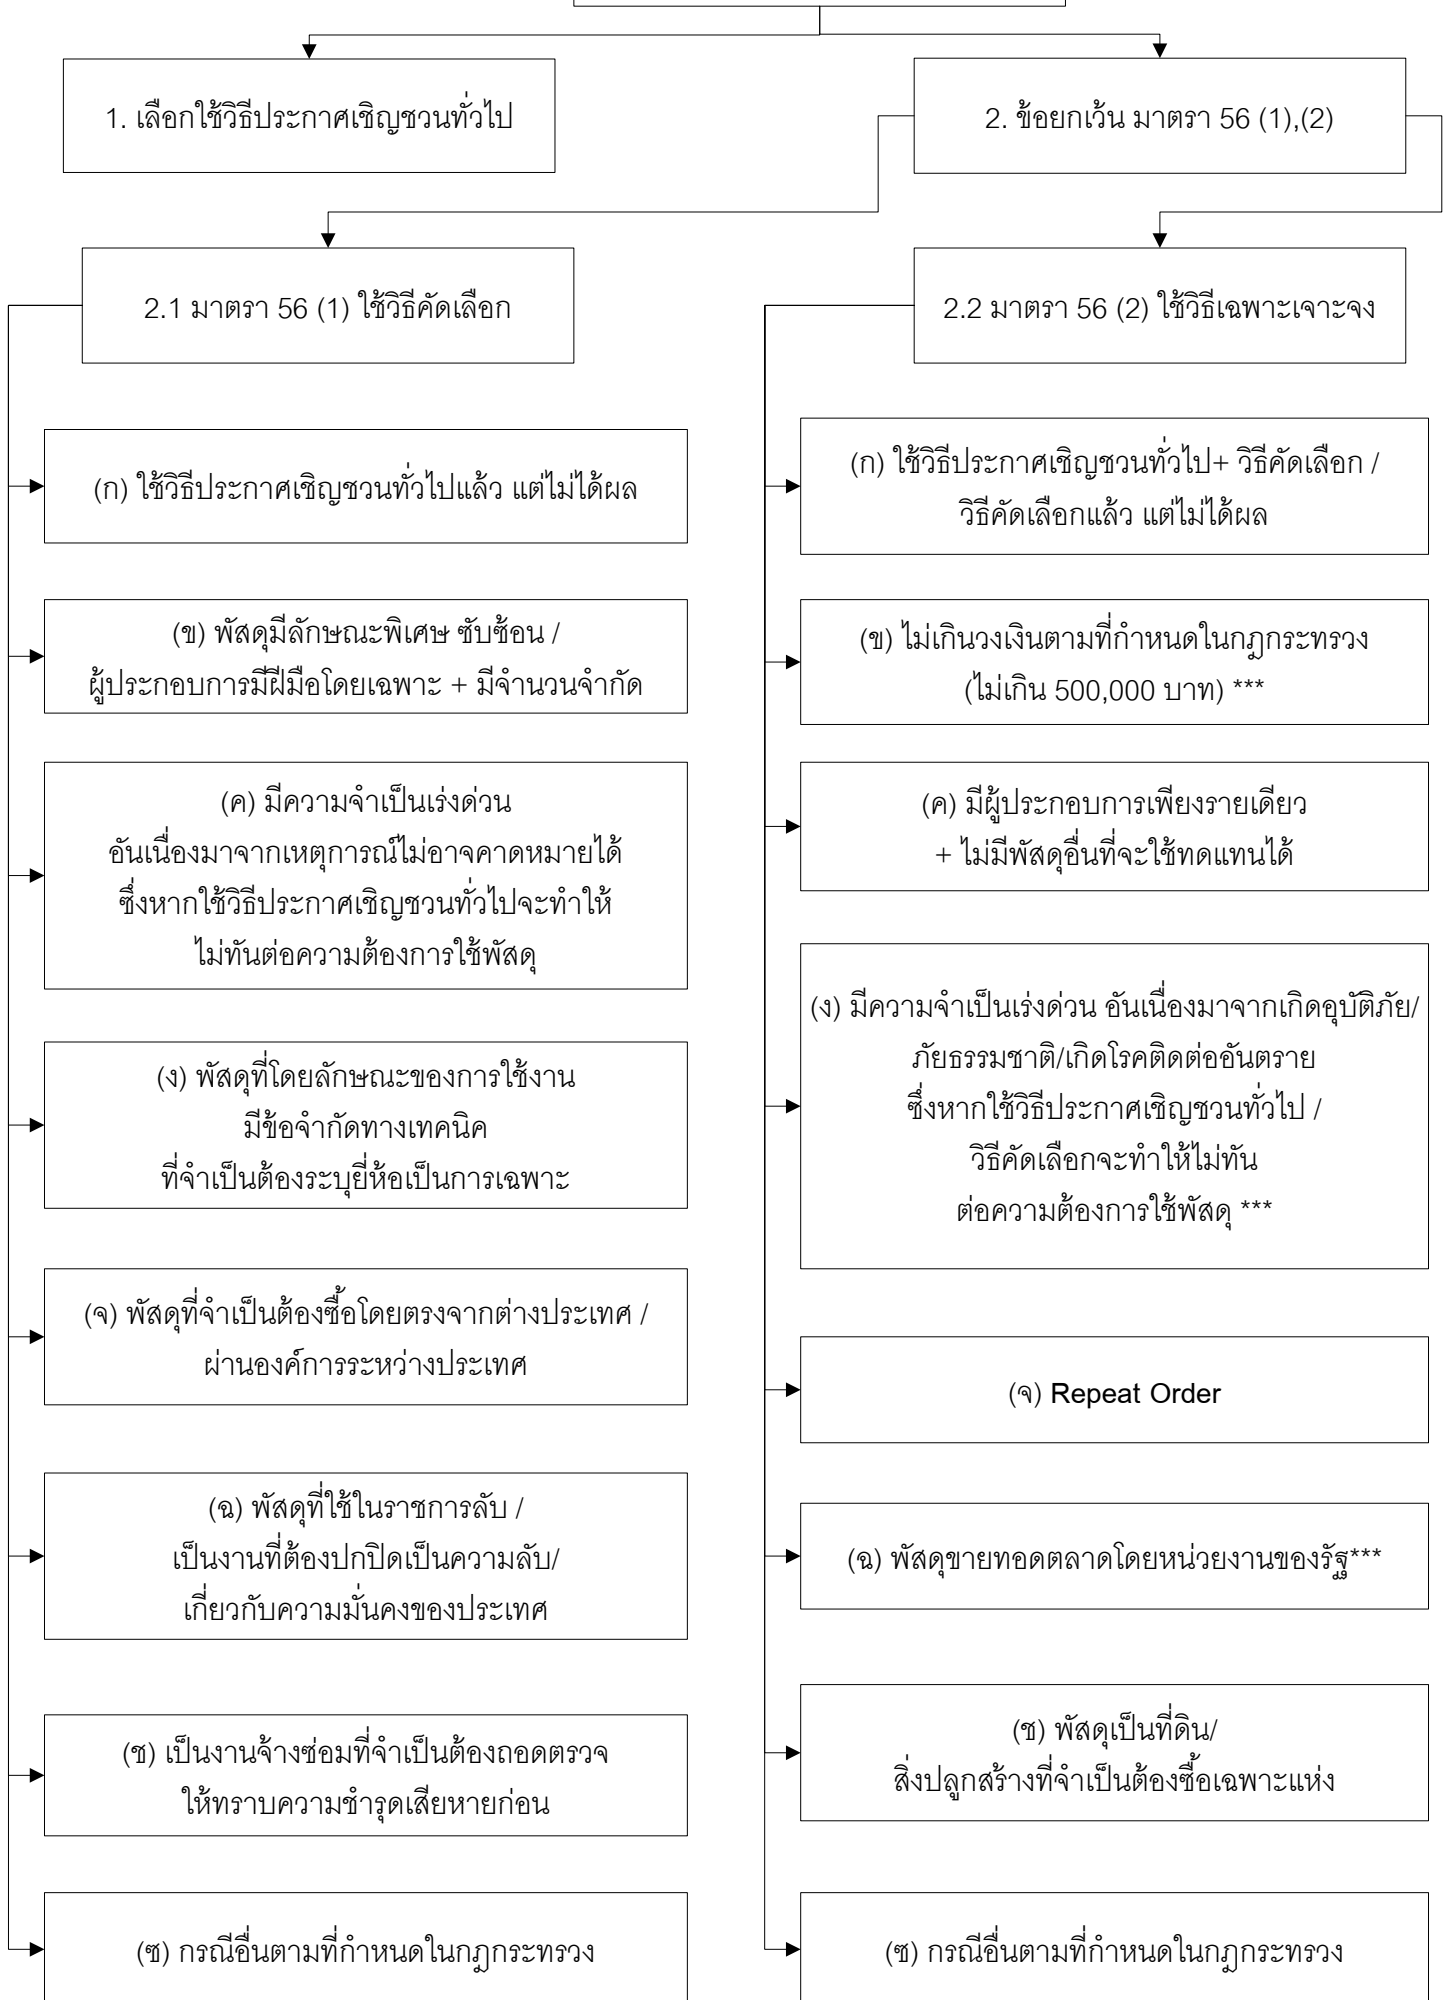 1. เลือกใช้วิธีประกาศเชิญชวนทั่วไป
2. ข้อยกเว้น มาตรา 56 (1),(2)
2.1 มาตรา 56 (1) ใช้วิธีคัดเลือก
(ก) ใช้วิธีประกาศเชิญชวนทั่วไปแล้ว แต่ไม่ได้ผล
(ข) พัสดุมีลักษณะพิเศษ ซับซ้อน /
ผู้ประกอบการมีฝีมือโดยเฉพาะ + มีจำนวนจำกัด
(ค) มีความจำเป็นเร่งด่วน
อันเนื่องมาจากเหตุการณ์ไม่อาจคาดหมายได้
ซึ่งหากใช้วิธีประกาศเชิญชวนทั่วไปจะทำให้
ไม่ทันต่อความต้องการใช้พัสดุ
(ง) พัสดุที่โดยลักษณะของการใช้งาน
มีข้อจำกัดทางเทคนิค
ที่จำเป็นต้องระบุยี่ห้อเป็นการเฉพาะ
(จ) พัสดุที่จำเป็นต้องซื้อโดยตรงจากต่างประเทศ /
ผ่านองค์การระหว่างประเทศ
(ฉ) พัสดุที่ใช้ในราชการลับ /
เป็นงานที่ต้องปกปิดเป็นความลับ/
เกี่ยวกับความมั่นคงของประเทศ
(ช) เป็นงานจ้างซ่อมที่จำเป็นต้องถอดตรวจ
ให้ทราบความชำรุดเสียหายก่อน
(ซ) กรณีอื่นตามที่กำหนดในกฎกระทรวง
2.2 มาตรา 56 (2) ใช้วิธีเฉพาะเจาะจง
(ก) ใช้วิธีประกาศเชิญชวนทั่วไป+ วิธีคัดเลือก /
วิธีคัดเลือกแล้ว แต่ไม่ได้ผล
(ข) ไม่เกินวงเงินตามที่กำหนดในกฎกระทรวง
(ไม่เกิน 500,000 บาท) ***
(ค) มีผู้ประกอบการเพียงรายเดียว
+ ไม่มีพัสดุอื่นที่จะใช้ทดแทนได้
(ง) มีความจำเป็นเร่งด่วน อันเนื่องมาจากเกิดอุบัติภัย/
ภัยธรรมชาติ/เกิดโรคติดต่ออันตราย
ซึ่งหากใช้วิธีประกาศเชิญชวนทั่วไป /
วิธีคัดเลือกจะทำให้ไม่ทัน
ต่อความต้องการใช้พัสดุ ***
(จ) Repeat Order
(ฉ) พัสดุขายทอดตลาดโดยหน่วยงานของรัฐ***
(ช) พัสดุเป็นที่ดิน/
สิ่งปลูกสร้างที่จำเป็นต้องซื้อเฉพาะแห่ง
(ซ) กรณีอื่นตามที่กำหนดในกฎกระทรวง